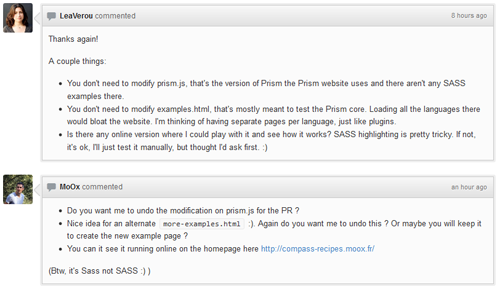 LeaVerou commented
8 hours ago
Thanks again!
A couple things:
• You don't need to modify prism.js, that's the version of Prism the Prism website uses and there aren't any SASS
examples there.
• You don't need to modify examples.html, that's mostly meant to test the Prism core. Loading all the languages there
would bloat the website. I'm thinking of having separate pages per language, just like plugins.
• Is there any online version where I could play with it and see how it works? SASS highlighting is pretty tricky. If not,
it's ok, I'll just test it manually, but thought I'd ask first. :)
MoOx commented
an hour ago
• Do you want me to undo the modification on prism.js for the PR ?
• Nice idea for an alternate more-examples.html :). Again do you want me to undo this ? Or maybe you will keep it
to create the new example page ?
• You can see it running online on the homepage here http://compass-recipes.moox.fr/
(Btw, it's Sass not SASS :) )